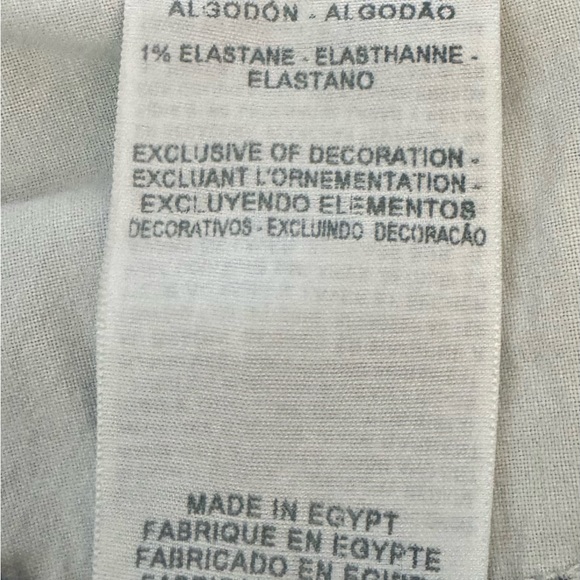 ALGODÓN - ALGODÃO
1% ELASTANE - ELASTHANNE -
ELASTANO
EXCLUSIVE OF DECORATION -
EXCLUANT L'ORNEMENTATION -
EXCLUYENDO ELEMENTOS
DECORATIVOS - EXCLUINDO DECORACÃO
MADE IN EGYPT
FABRIQUE EN EGYPTE
FABRICADO EN EGIPTO